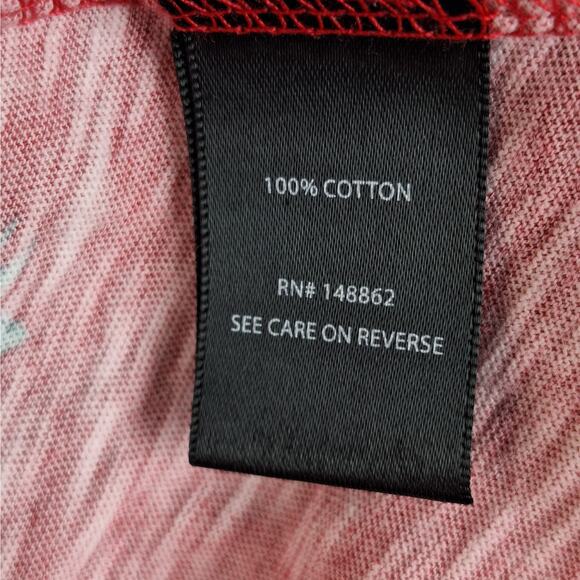 100% COTTON
RN# 148862
SEE CARE ON REVERSE